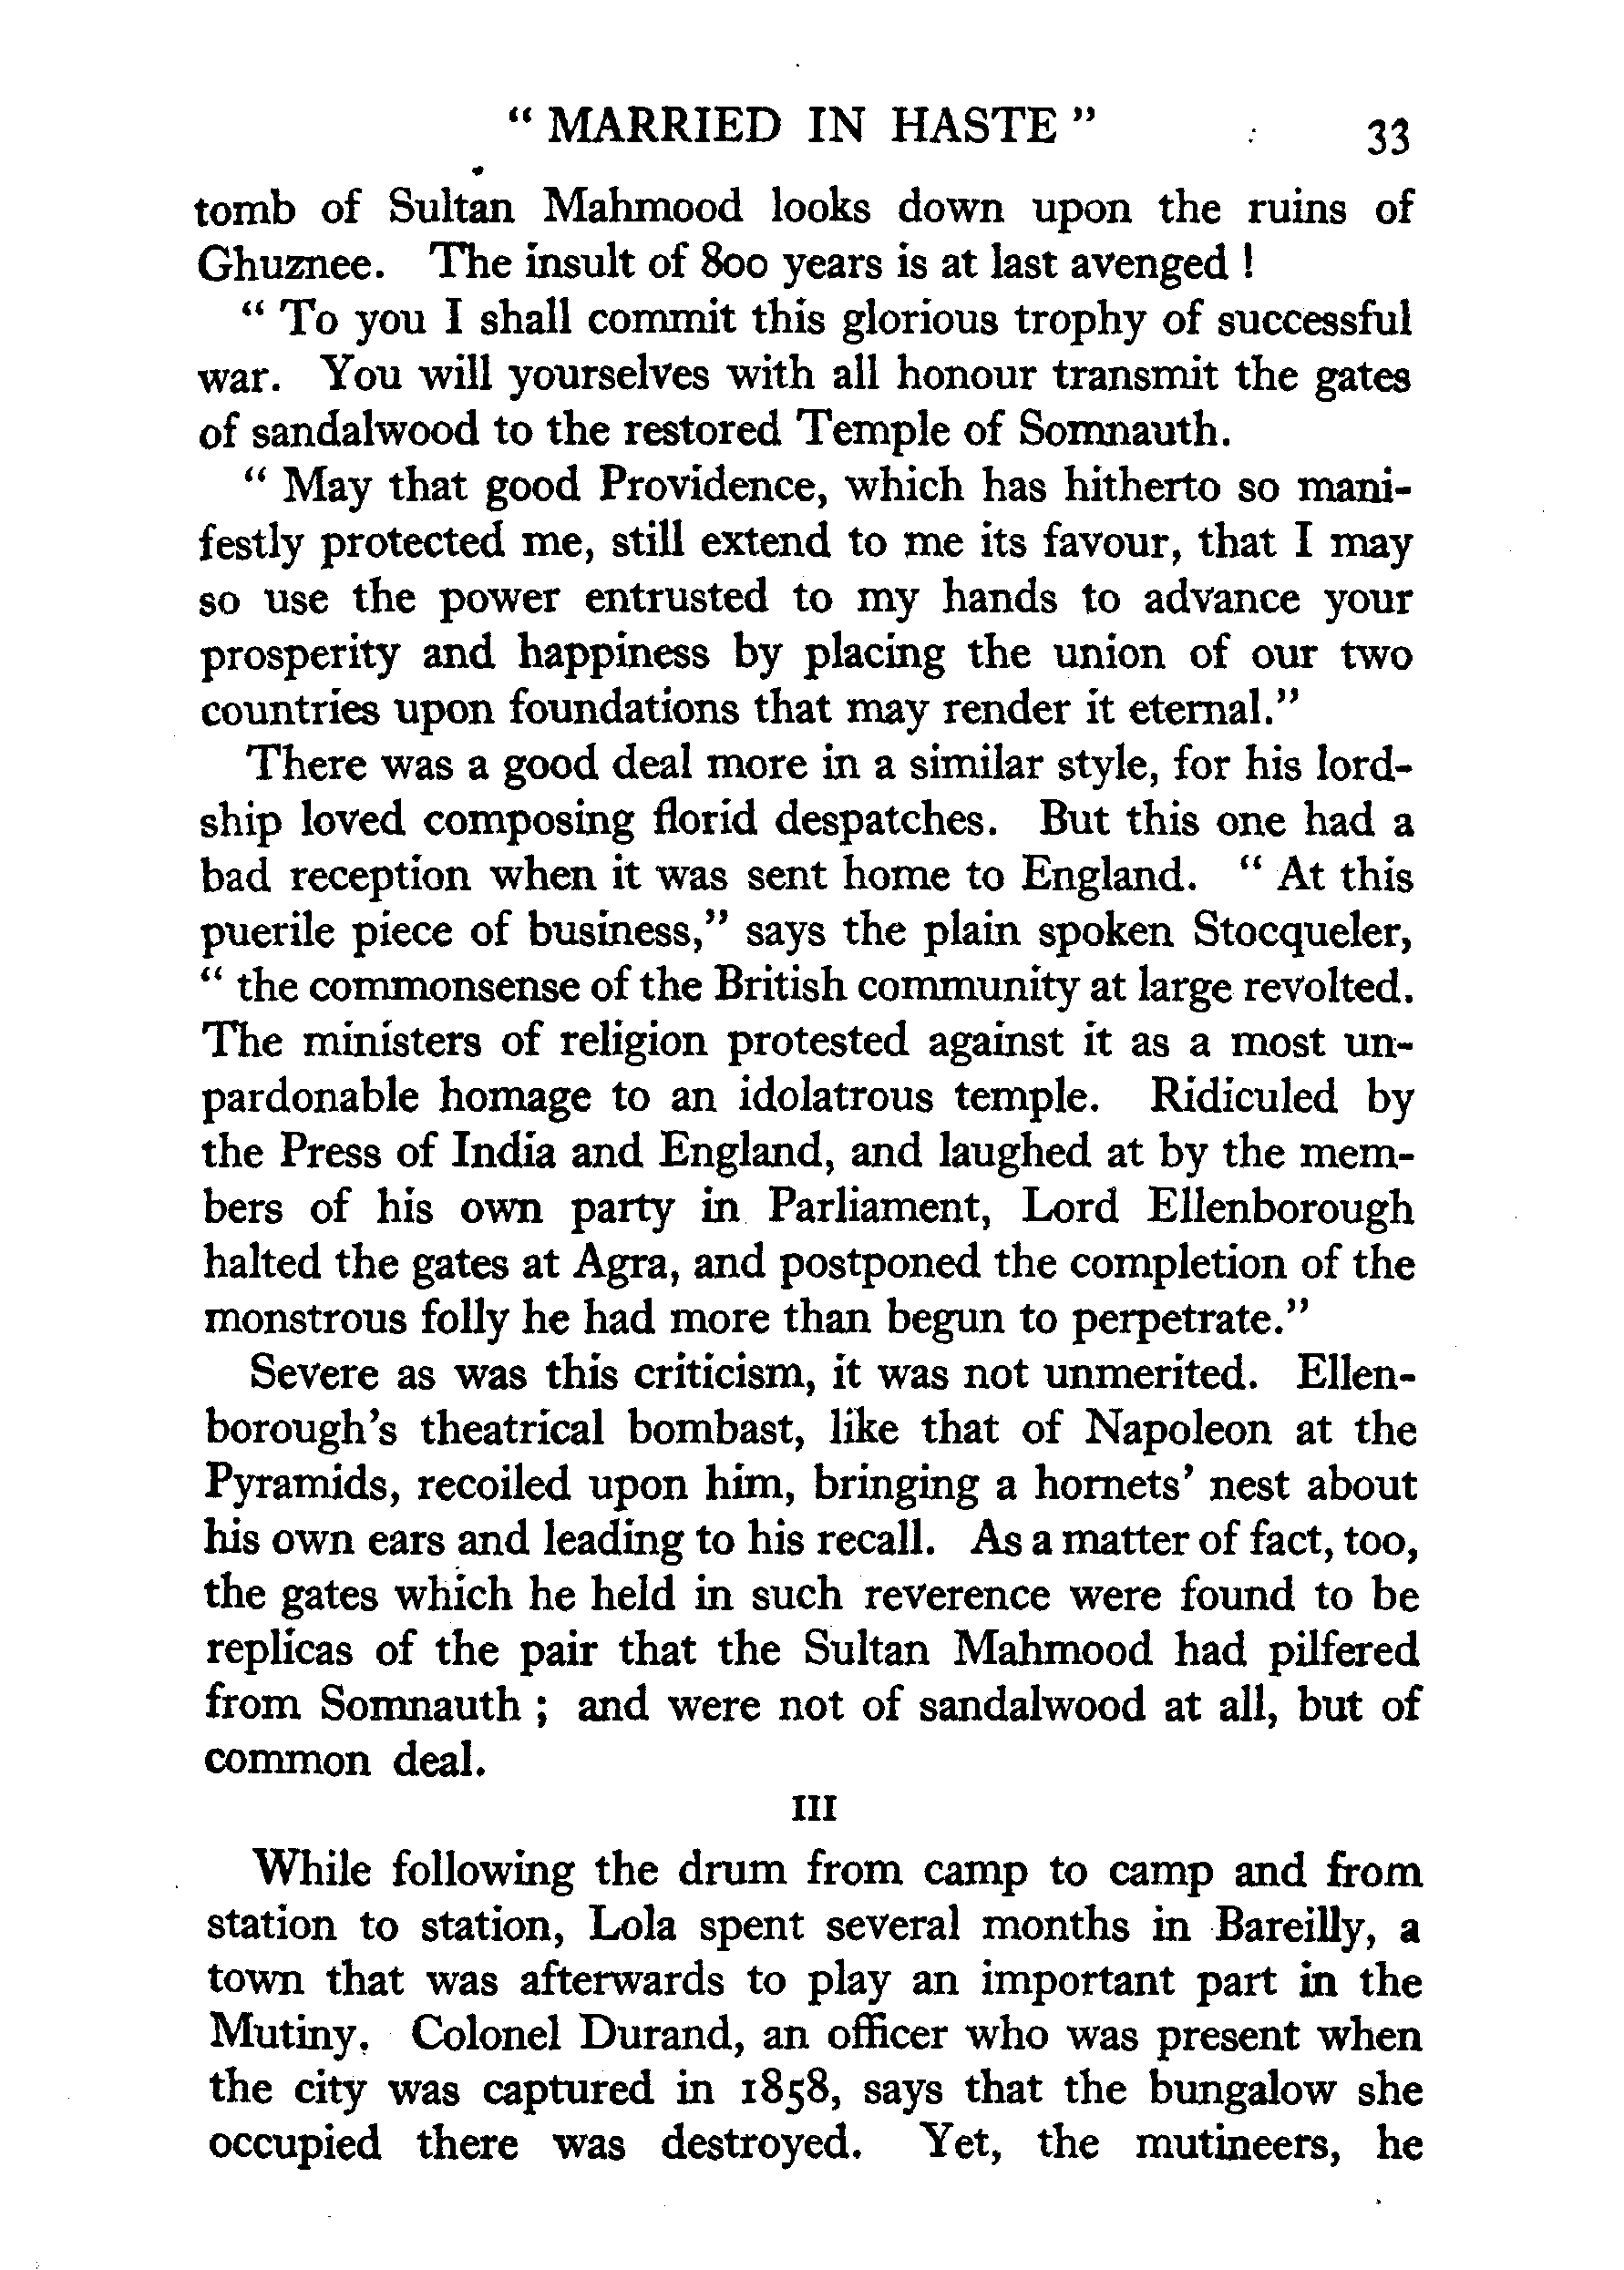 “ MARRIED IN HASTE ” 33
tomb of Sultan Mahmood looks down upon the ruins of
Ghuznee. The insult of 800 years is at last avenged !
“ To you I shall commit this glorious trophy of successful
war. You will yourselves with all honour transmit the gates
of sandalwood to the restored Temple of Somnauth.
“ May that good Providence, which has hitherto so mani-
festly protected me, still extend to me its favour, that I may
so use the power entrusted to my hands to advance your
prosperity and happiness by placing the union of our two
countries upon foundations that may render it eternal.”
There was a good deal more in a similar style, for his lord-
ship loved composing florid despatches. But this one had a
bad reception when it was sent home to England. “ At this
puerile piece of business,” says the plain spoken Stocqueler,
“ the commonsense of the British community at large revolted.
The ministers of religion protested against it as a most un-
pardonable homage to an idolatrous temple. Ridiculed by
the Press of India and England, and laughed at by the mem-
bers of his own party in Parliament, Lord Ellenborough
halted the gates at Agra, and postponed the completion of the
monstrous folly he had more than begun to perpetrate.”
Severe as was this criticism, it was not unmerited. Ellen-
borough’s theatrical bombast, like that of Napoleon at the
Pyramids, recoiled upon him, bringing a hornets’ nest about
his own ears and leading to his recall. As a matter of fact, too,
the gates which he held in such reverence were found to be
replicas of the pair that the Sultan Mahmood had pilfered
from Somnauth ; and were not of sandalwood at all, but of
common deal.
III
While following the drum from camp to camp and from
station to station, Lola spent several months in Bareilly, a
town that was afterwards to play an important part in the
Mutiny. Colonel Durand, an officer who was present when
the city was captured in 1858, says that the bungalow she
occupied there was destroyed. Yet, the mutineers, he